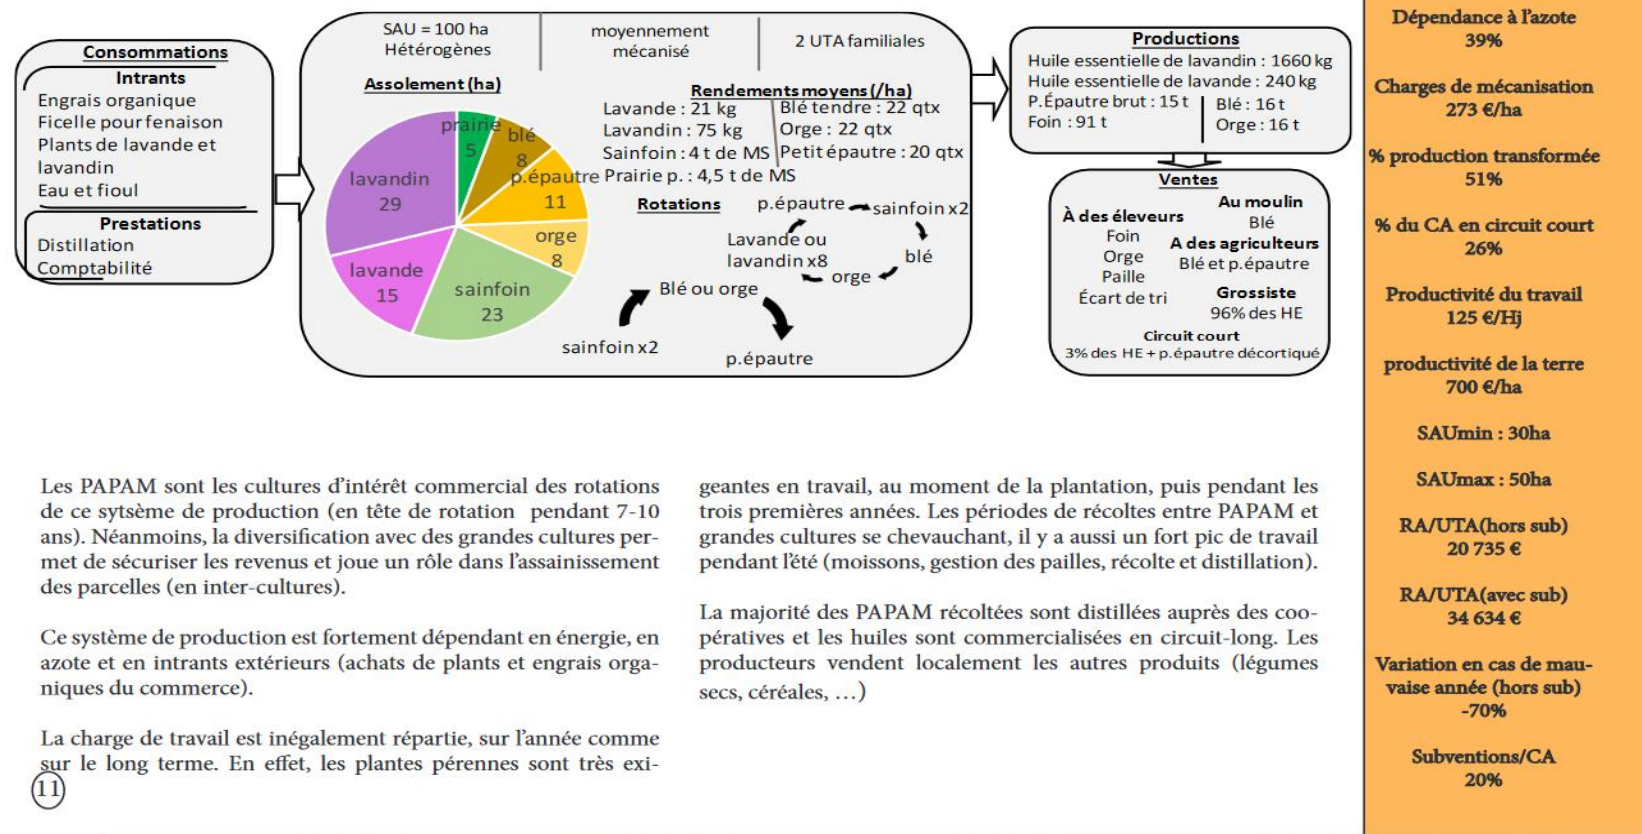 Consommations
Intrants
Engrais organique
Ficelle pour fenaison
Plants de lavande et
lavandin
Eau et fioul
Prestations
Distillation
Comptabilité
SAU = 100 ha
Hétérogènes
moyennement
mécanisé
2 UTA familiales
Assolement (ha)
prairie
5
blé
8
p.épautre
11
orge
8
sainfoin
23
lavande
15
lavandin
29
Rendements moyens (/ha)
Lavande : 21 kg
Lavandin : 75 kg
Sainfoin : 4 t de MS
Prairie p. : 4,5 t de MS
Blé tendre : 22 qtx
Orge : 22 qtx
Petit épautre : 20 qtx
Rotations
p.épautre
sainfoin x2
blé
orge
Lavande ou
lavandin x8
Blé ou orge
sainfoin x2
p.épautre
Productions
Huile essentielle de lavandin : 1660 kg
Huile essentielle de lavande : 240 kg
P.Épautre brut : 15 t
Foin : 91 t
Blé : 16 t
Orge : 16 t
Ventes
À des éleveurs
Foin
Orge
Paille
Écart de tri
Au moulin
Blé
A des agriculteurs
Blé et p.épautre
Grossiste
96% des HE
Circuit court
3% des HE + p.épautre décortiqué
Les PAPAM sont les cultures d'intérêt commercial des rotations
de ce sytsème de production (en tête de rotation pendant 7-10
ans). Néanmoins, la diversification avec des grandes cultures per-
met de sécuriser les revenus et joue un rôle dans l'assainissement
des parcelles (en inter-cultures).
Ce système de production est fortement dépendant en énergie, en
azote et en intrants extérieurs (achats de plants et engrais orga-
niques du commerce).
La charge de travail est inégalement répartie, sur l'année comme
sur le long terme. En effet, les plantes pérennes sont très exi-
11
geantes en travail, au moment de la plantation, puis pendant les
trois premières années. Les périodes de récoltes entre PAPAM et
grandes cultures se chevauchant, il y a aussi un fort pic de travail
pendant l'été (moissons, gestion des pailles, récolte et distillation).
La majorité des PAPAM récoltées sont distillées auprès des coo-
pératives et les huiles sont commercialisées en circuit-long. Les
producteurs vendent localement les autres produits (légumes
secs, céréales, …)
Dépendance à l'azote
39%
Charges de mécanisation
273 €/ha
% production transformée
51%
% du CA en circuit court
26%
Productivité du travail
125 €/Hj
productivité de la terre
700 €/ha
SAUmin : 30ha
SAUmax : 50ha
RA/UTA(hors sub)
20 735 €
RA/UTA(avec sub)
34 634 €
Variation en cas de mau-
vaise année (hors sub)
-70%
Subventions/CA
20%